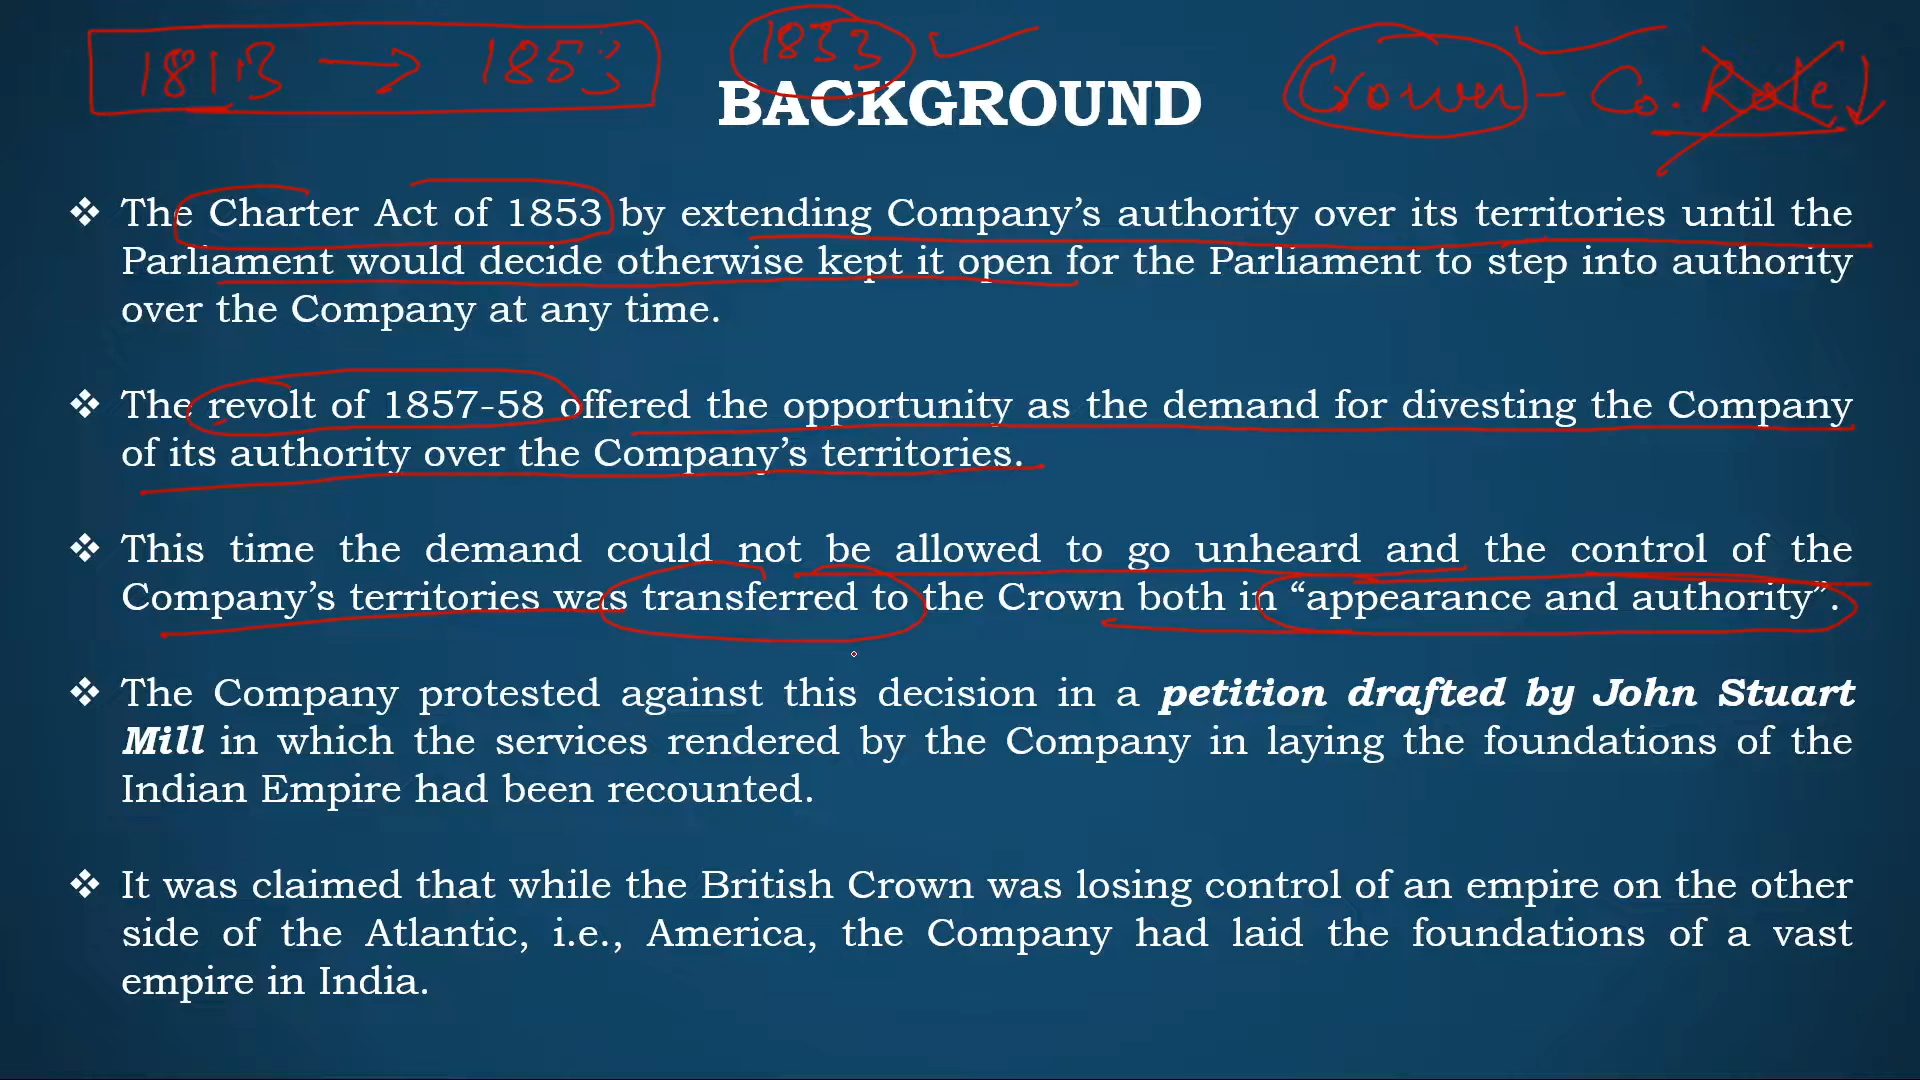 1813 → 1853
1833
Crown - Co. Role ↓
BACKGROUND
❖ The Charter Act of 1853 by extending Company’s authority over its territories until the
Parliament would decide otherwise kept it open for the Parliament to step into authority
over the Company at any time.
❖ The revolt of 1857-58 offered the opportunity as the demand for divesting the Company
of its authority over the Company’s territories.
❖ This time the demand could not be allowed to go unheard and the control of the
Company’s territories was transferred to the Crown both in “appearance and authority”.
❖ The Company protested against this decision in a petition drafted by John Stuart
Mill in which the services rendered by the Company in laying the foundations of the
Indian Empire had been recounted.
❖ It was claimed that while the British Crown was losing control of an empire on the other
side of the Atlantic, i.e., America, the Company had laid the foundations of a vast
empire in India.